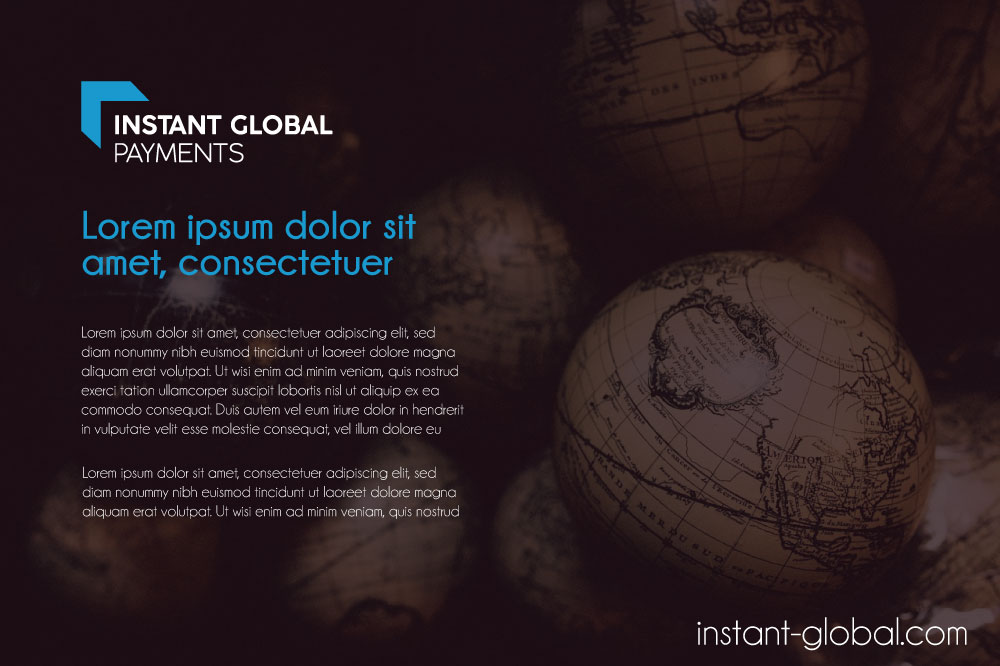 INSTANT GLOBAL
PAYMENTS
Lorem ipsum dolor sit
amet, consectetuer
Lorem ipsum dolor sit amet, consectetuer adipiscing elit, sed
diam nonummy nibh euismod tincidunt ut laoreet dolore magna
aliquam erat volutpat. Ut wisi enim ad minim veniam, quis nostrud
exerci tation ullamcorper suscipit lobortis nisl ut aliquip ex ea
commodo consequat. Duis autem vel eum iriure dolor in hendrerit
in vulputate velit esse molestie consequat, vel illum dolore eu
Lorem ipsum dolor sit amet, consectetuer adipiscing elit, sed
diam nonummy nibh euismod tincidunt ut laoreet dolore magna
aliquam erat volutpat. Ut wisi enim ad minim veniam, quis nostrud
DES INDES
MER DU SUD
instant-global.com